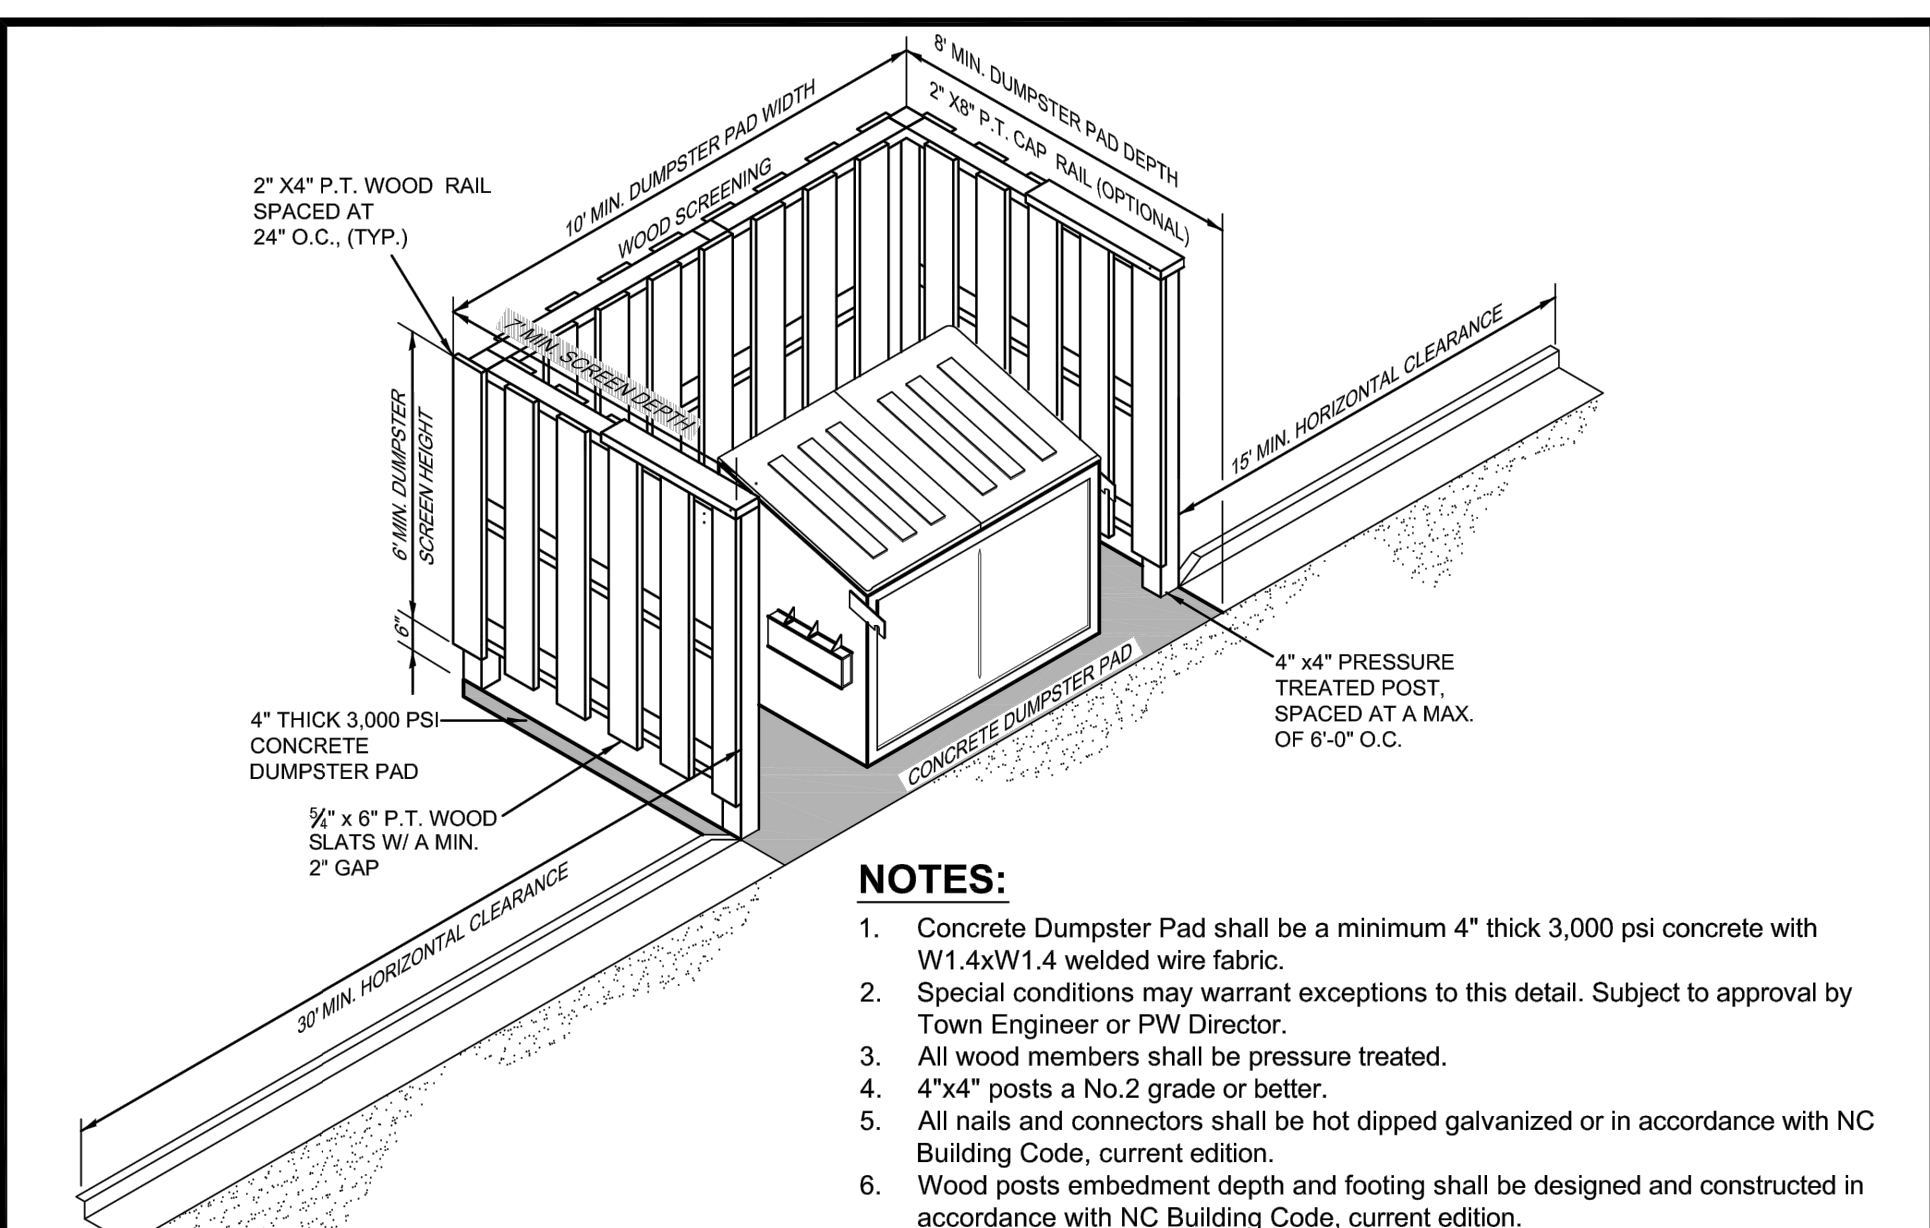 8' MIN. DUMPSTER PAD DEPTH
2" X8" P.T. CAP RAIL (OPTIONAL)
10' MIN. DUMPSTER PAD WIDTH
WOOD SCREENING
2" X4" P.T. WOOD RAIL
SPACED AT
24" O.C., (TYP.)
7' MIN. SCREEN DEPTH
6' MIN. DUMPSTER
SCREEN HEIGHT
6"
15' MIN. HORIZONTAL CLEARANCE
4" x4" PRESSURE
TREATED POST,
SPACED AT A MAX.
OF 6'-0" O.C.
CONCRETE DUMPSTER PAD
4" THICK 3,000 PSI
CONCRETE
DUMPSTER PAD
5/4" x 6" P.T. WOOD
SLATS W/ A MIN.
2" GAP
30' MIN. HORIZONTAL CLEARANCE
NOTES:
1. Concrete Dumpster Pad shall be a minimum 4" thick 3,000 psi concrete with
W1.4xW1.4 welded wire fabric.
2. Special conditions may warrant exceptions to this detail. Subject to approval by
Town Engineer or PW Director.
3. All wood members shall be pressure treated.
4. 4"x4" posts a No.2 grade or better.
5. All nails and connectors shall be hot dipped galvanized or in accordance with NC
Building Code, current edition.
6. Wood posts embedment depth and footing shall be designed and constructed in
accordance with NC Building Code, current edition.